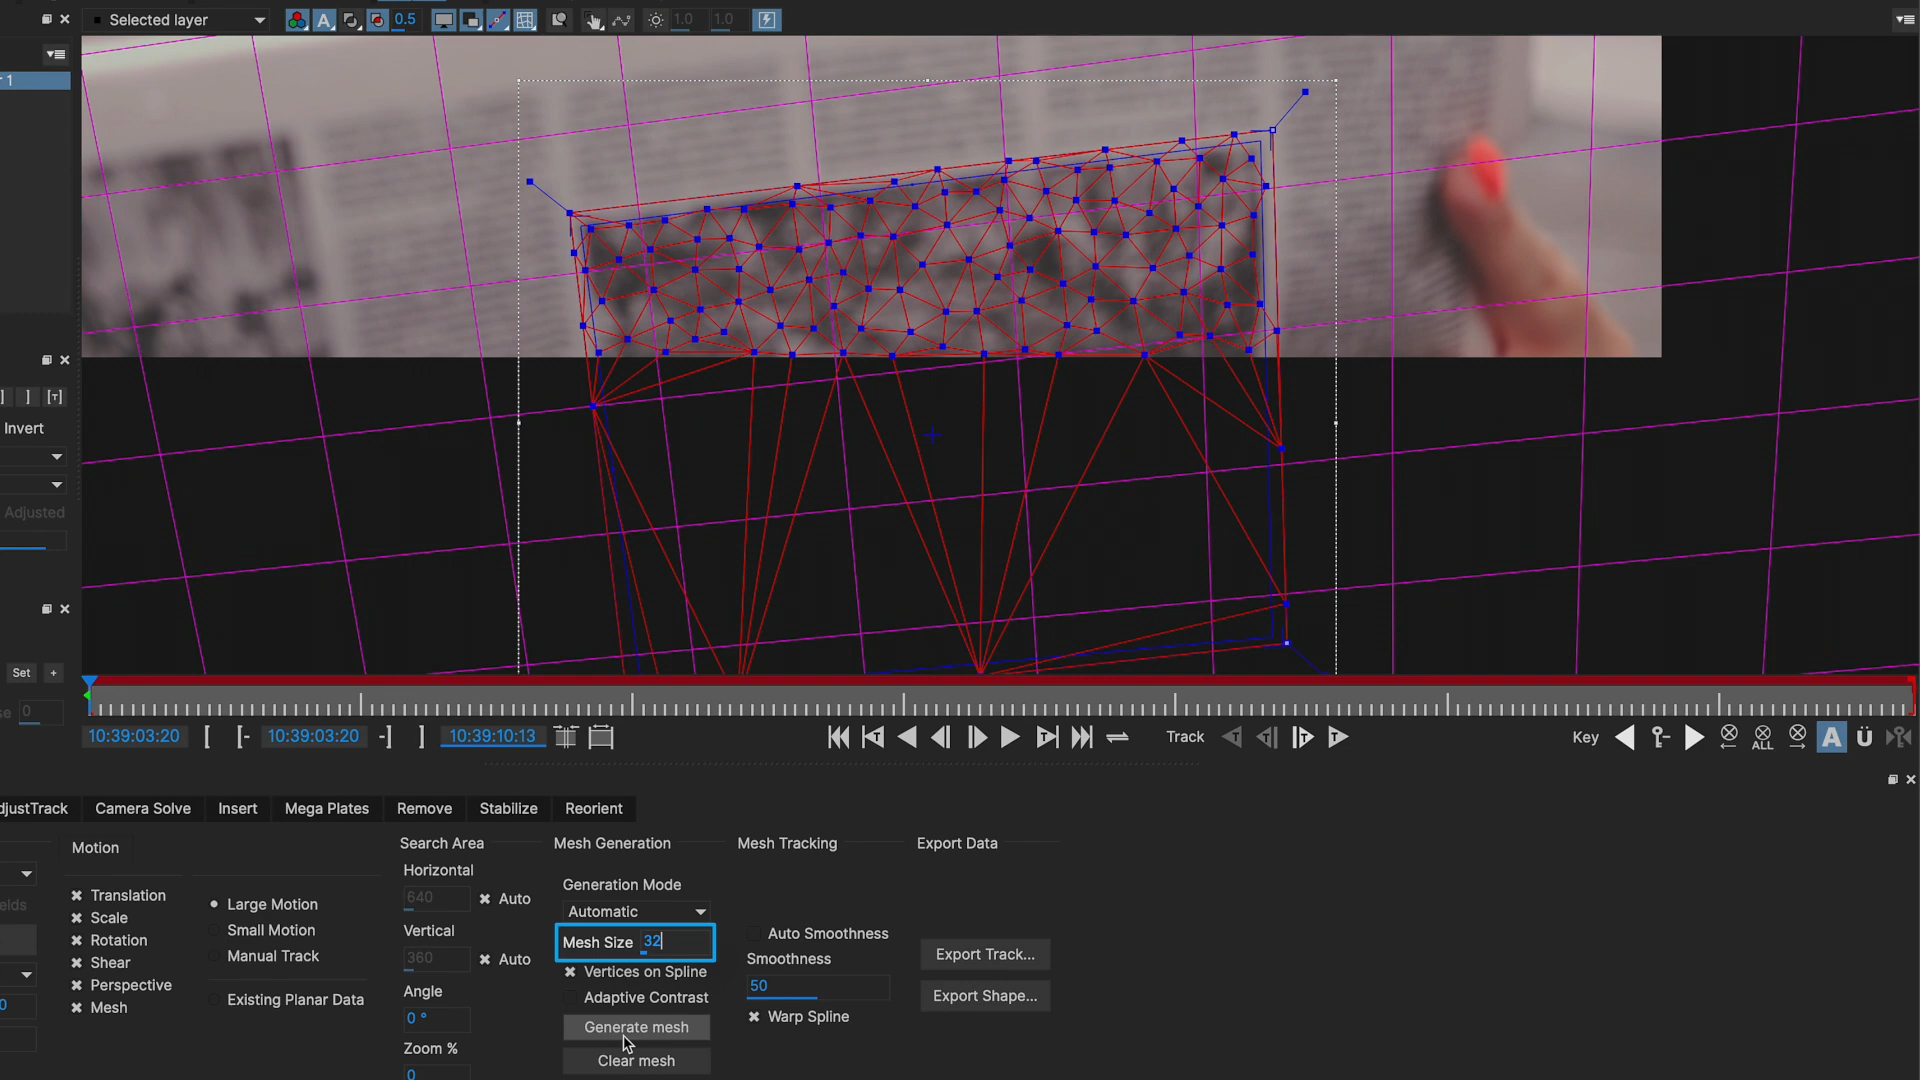 Selected layer
0.5
1.0
1.0
r 1
Invert
Adjusted
Set
se 0
10:39:03:20
10:39:03:20
10:39:10:13
Track
Key
ALL
A
Ü
djustTrack
Camera Solve
Insert
Mega Plates
Remove
Stabilize
Reorient
Motion
Translation
Scale
Rotation
Shear
Perspective
Mesh
Large Motion
Small Motion
Manual Track
Existing Planar Data
Search Area
Horizontal
640
Auto
Vertical
360
Auto
Angle
0 °
Zoom %
0
Mesh Generation
Generation Mode
Automatic
Mesh Size 32
Vertices on Spline
Adaptive Contrast
Generate mesh
Clear mesh
Mesh Tracking
Auto Smoothness
Smoothness
50
Warp Spline
Export Data
Export Track...
Export Shape...